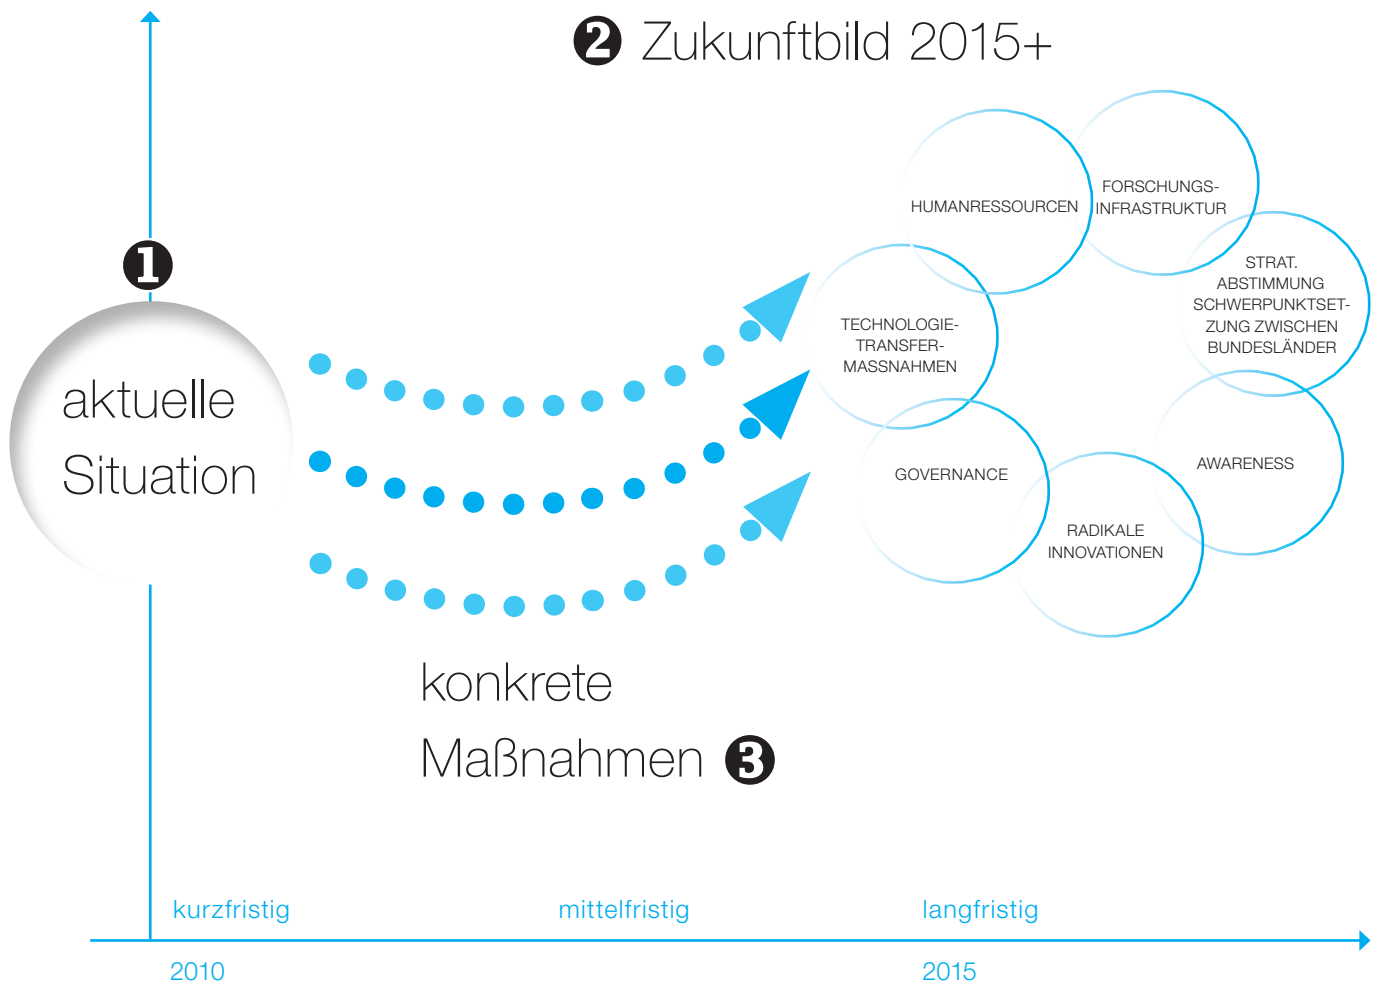 ❷ Zukunftbild 2015+
❶
aktuelle
Situation
HUMANRESSOURCEN
FORSCHUNGS-
INFRASTRUKTUR
STRAT.
ABSTIMMUNG
SCHWERPUNKTSET-
ZUNG ZWISCHEN
BUNDESLÄNDER
TECHNOLOGIE-
TRANSFER-
MASSNAHMEN
GOVERNANCE
AWARENESS
RADIKALE
INNOVATIONEN
konkrete
Maßnahmen ❸
kurzfristig mittelfristig langfristig
2010 2015